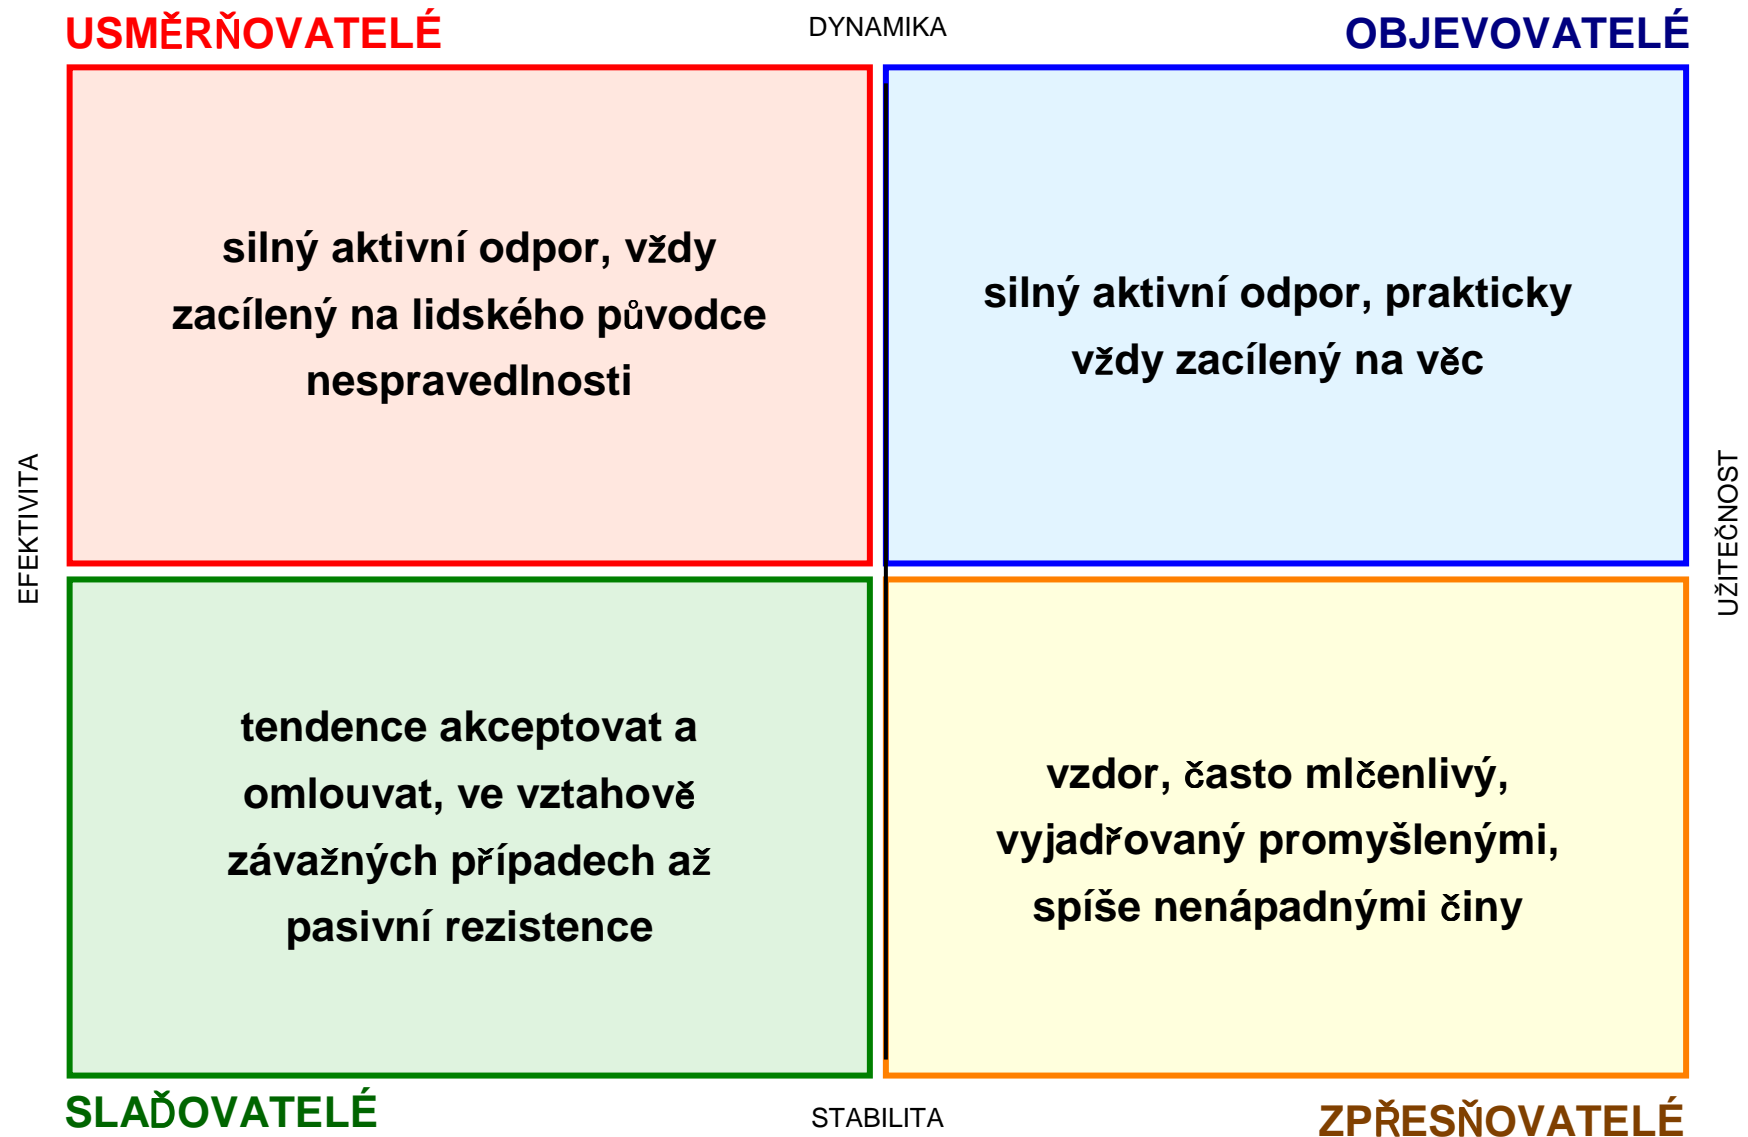 USMĚRŇOVATELÉ
DYNAMIKA
OBJEVOVATELÉ
silný aktivní odpor, vždy
zacílený na lidského původce
nespravedlnosti
silný aktivní odpor, prakticky
vždy zacílený na věc
EFEKTIVITA
UŽITEČNOST
tendence akceptovat a
omlouvat, ve vztahově
závažných případech až
pasivní rezistence
vzdor, často mlčenlivý,
vyjadřovaný promyšlenými,
spíše nenápadnými činy
SLAĎOVATELÉ
STABILITA
ZPŘESŇOVATELÉ